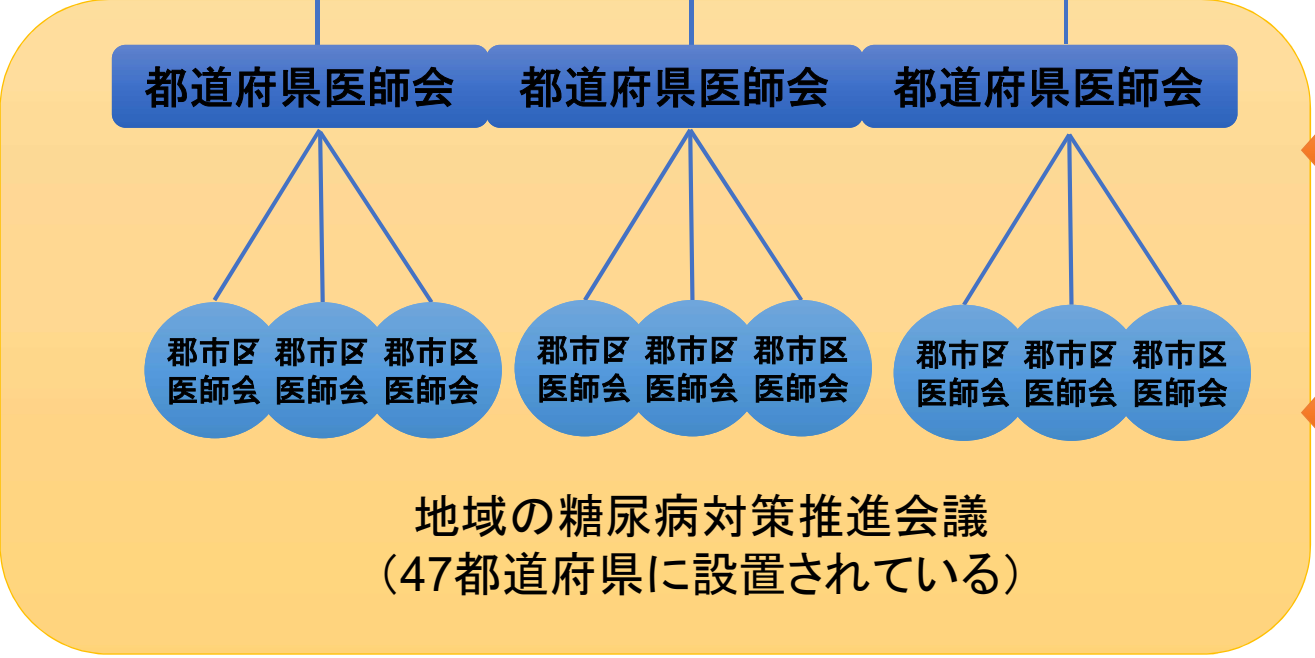 都道府県医師会 都道府県医師会 都道府県医師会
郡市区 郡市区 郡市区 郡市区 郡市区 郡市区 郡市区 郡市区 郡市区
医師会 医師会 医師会 医師会 医師会 医師会 医師会 医師会 医師会
地域の糖尿病対策推進会議
（47都道府県に設置されている）